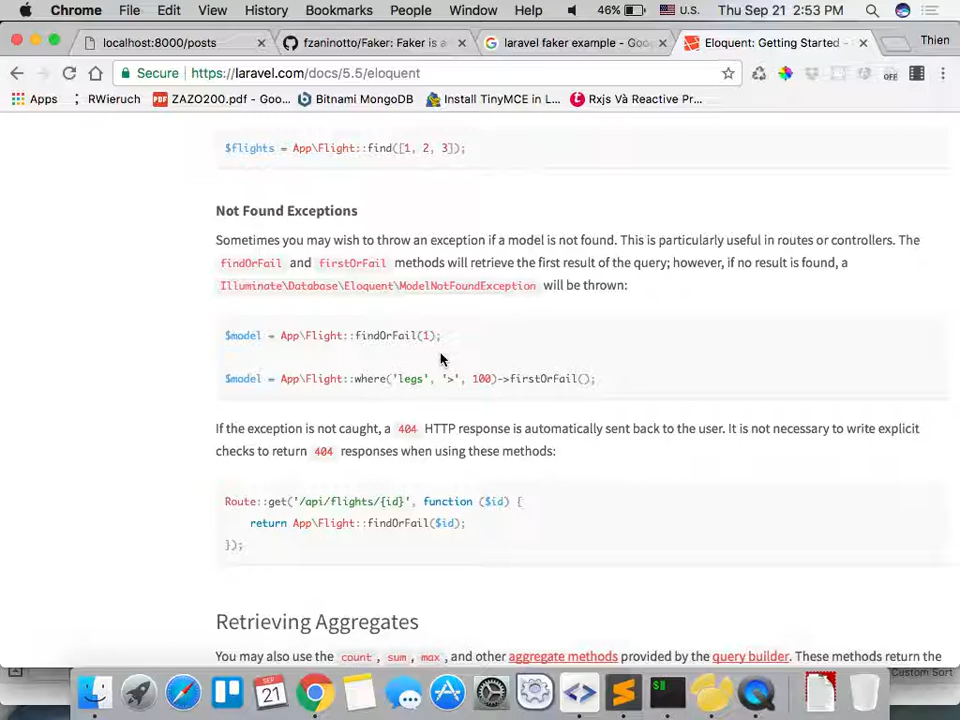 Chrome File Edit View History Bookmarks People Window Help 46% U.S. Thu Sep 21 2:53 PM
localhost:8000/posts fzaninotto/Faker: Faker is a laravel faker example - Goo Eloquent: Getting Started - Thien
Secure https://laravel.com/docs/5.5/eloquent OFF
Apps RWieruch ZAZO200.pdf - Goo... Bitnami MongoDB Install TinyMCE in L... Rxjs Và Reactive Pr...
$flights = App\Flight::find([1, 2, 3]);
Not Found Exceptions
Sometimes you may wish to throw an exception if a model is not found. This is particularly useful in routes or controllers. The
findOrFail and firstOrFail methods will retrieve the first result of the query; however, if no result is found, a
Illuminate\Database\Eloquent\ModelNotFoundException will be thrown:
$model = App\Flight::findOrFail(1);
$model = App\Flight::where('legs', '>', 100)->firstOrFail();
If the exception is not caught, a 404 HTTP response is automatically sent back to the user. It is not necessary to write explicit
checks to return 404 responses when using these methods:
Route::get('/api/flights/{id}', function ($id) {
return App\Flight::findOrFail($id);
});
Retrieving Aggregates
You may also use the count, sum, max, and other aggregate methods provided by the query builder. These methods return the
Custom Sort
SEP
21